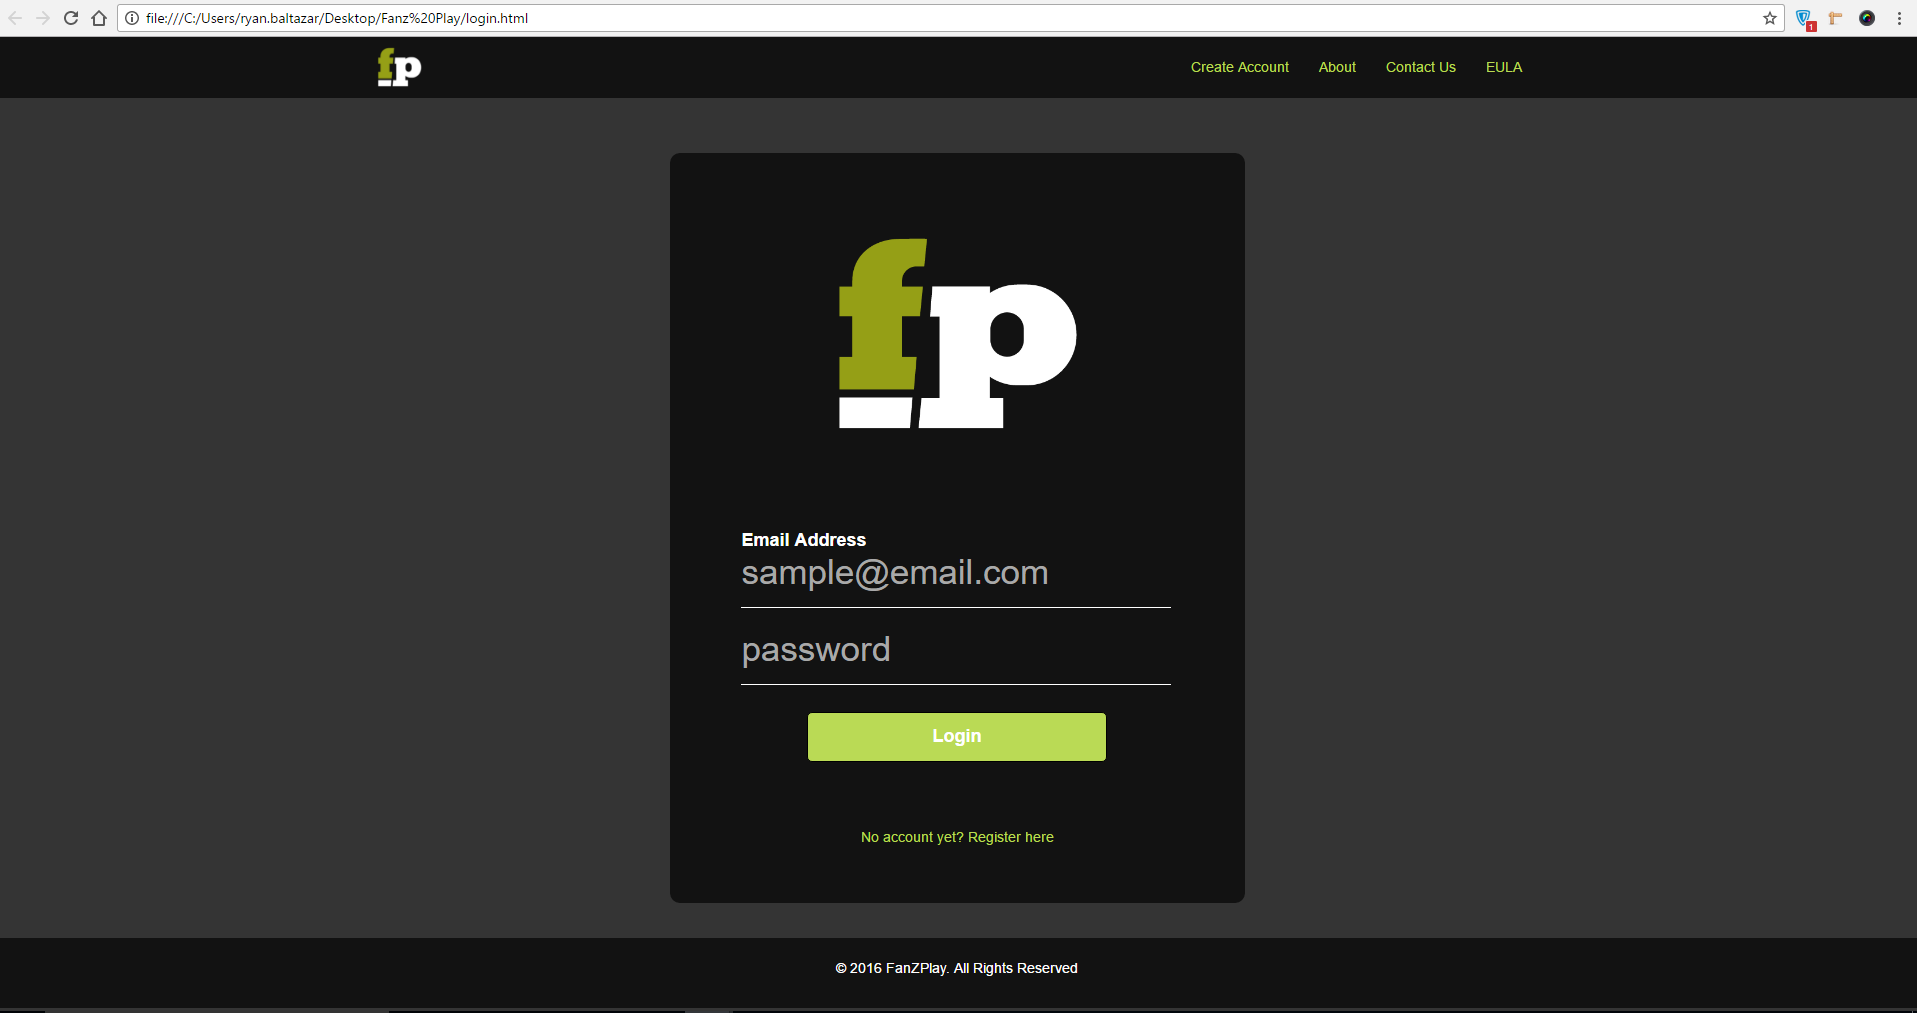 file:///C:/Users/ryan.baltazar/Desktop/Fanz%20Play/login.html
1
fp
Create Account About Contact Us EULA
fp
Email Address
sample@email.com
password
Login
No account yet? Register here
© 2016 FanZPlay. All Rights Reserved